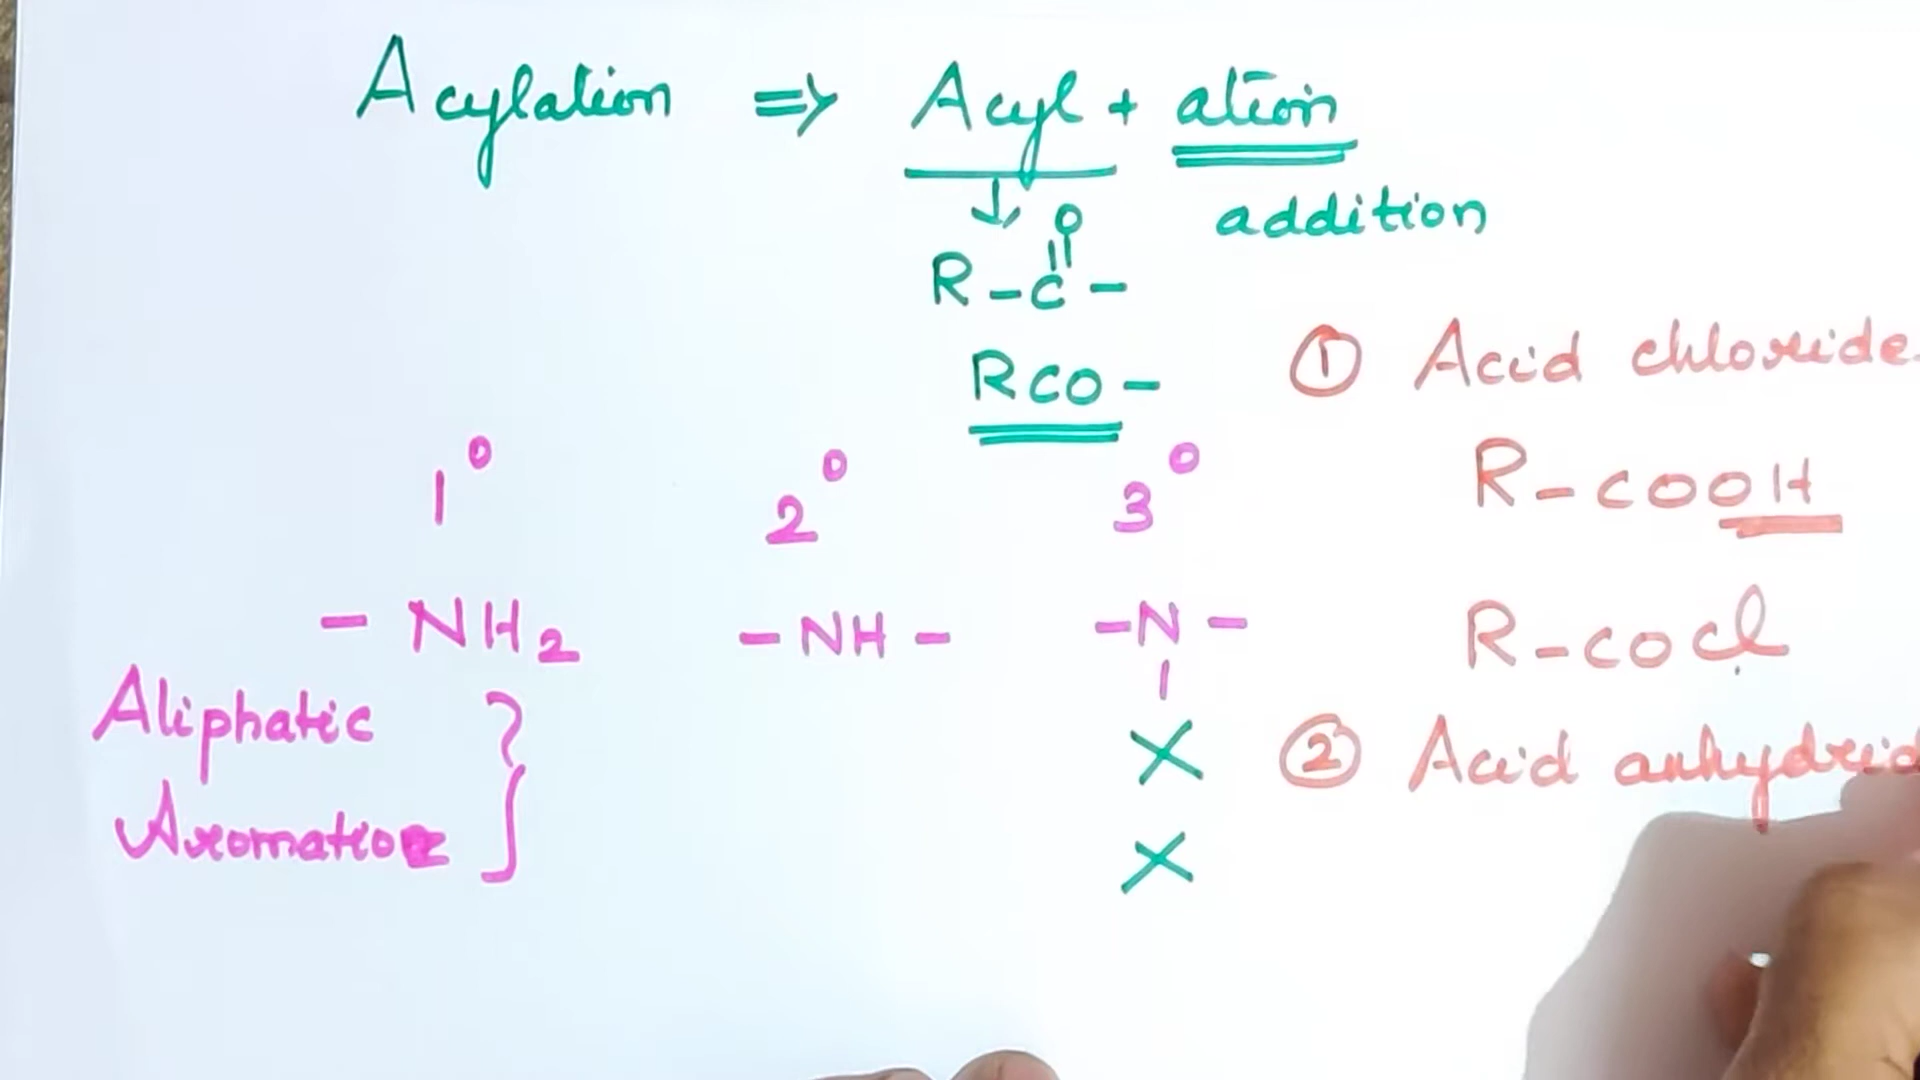 Acylation ⇒ Acyl + ation
↓ addition
O
||
R - C -
RCO -
① Acid chloride
R - COOH
R - COCl
② Acid anhydrid
1° 2° 3°
- NH2 - NH - - N -
|
Aliphatic } X
Aromatic X